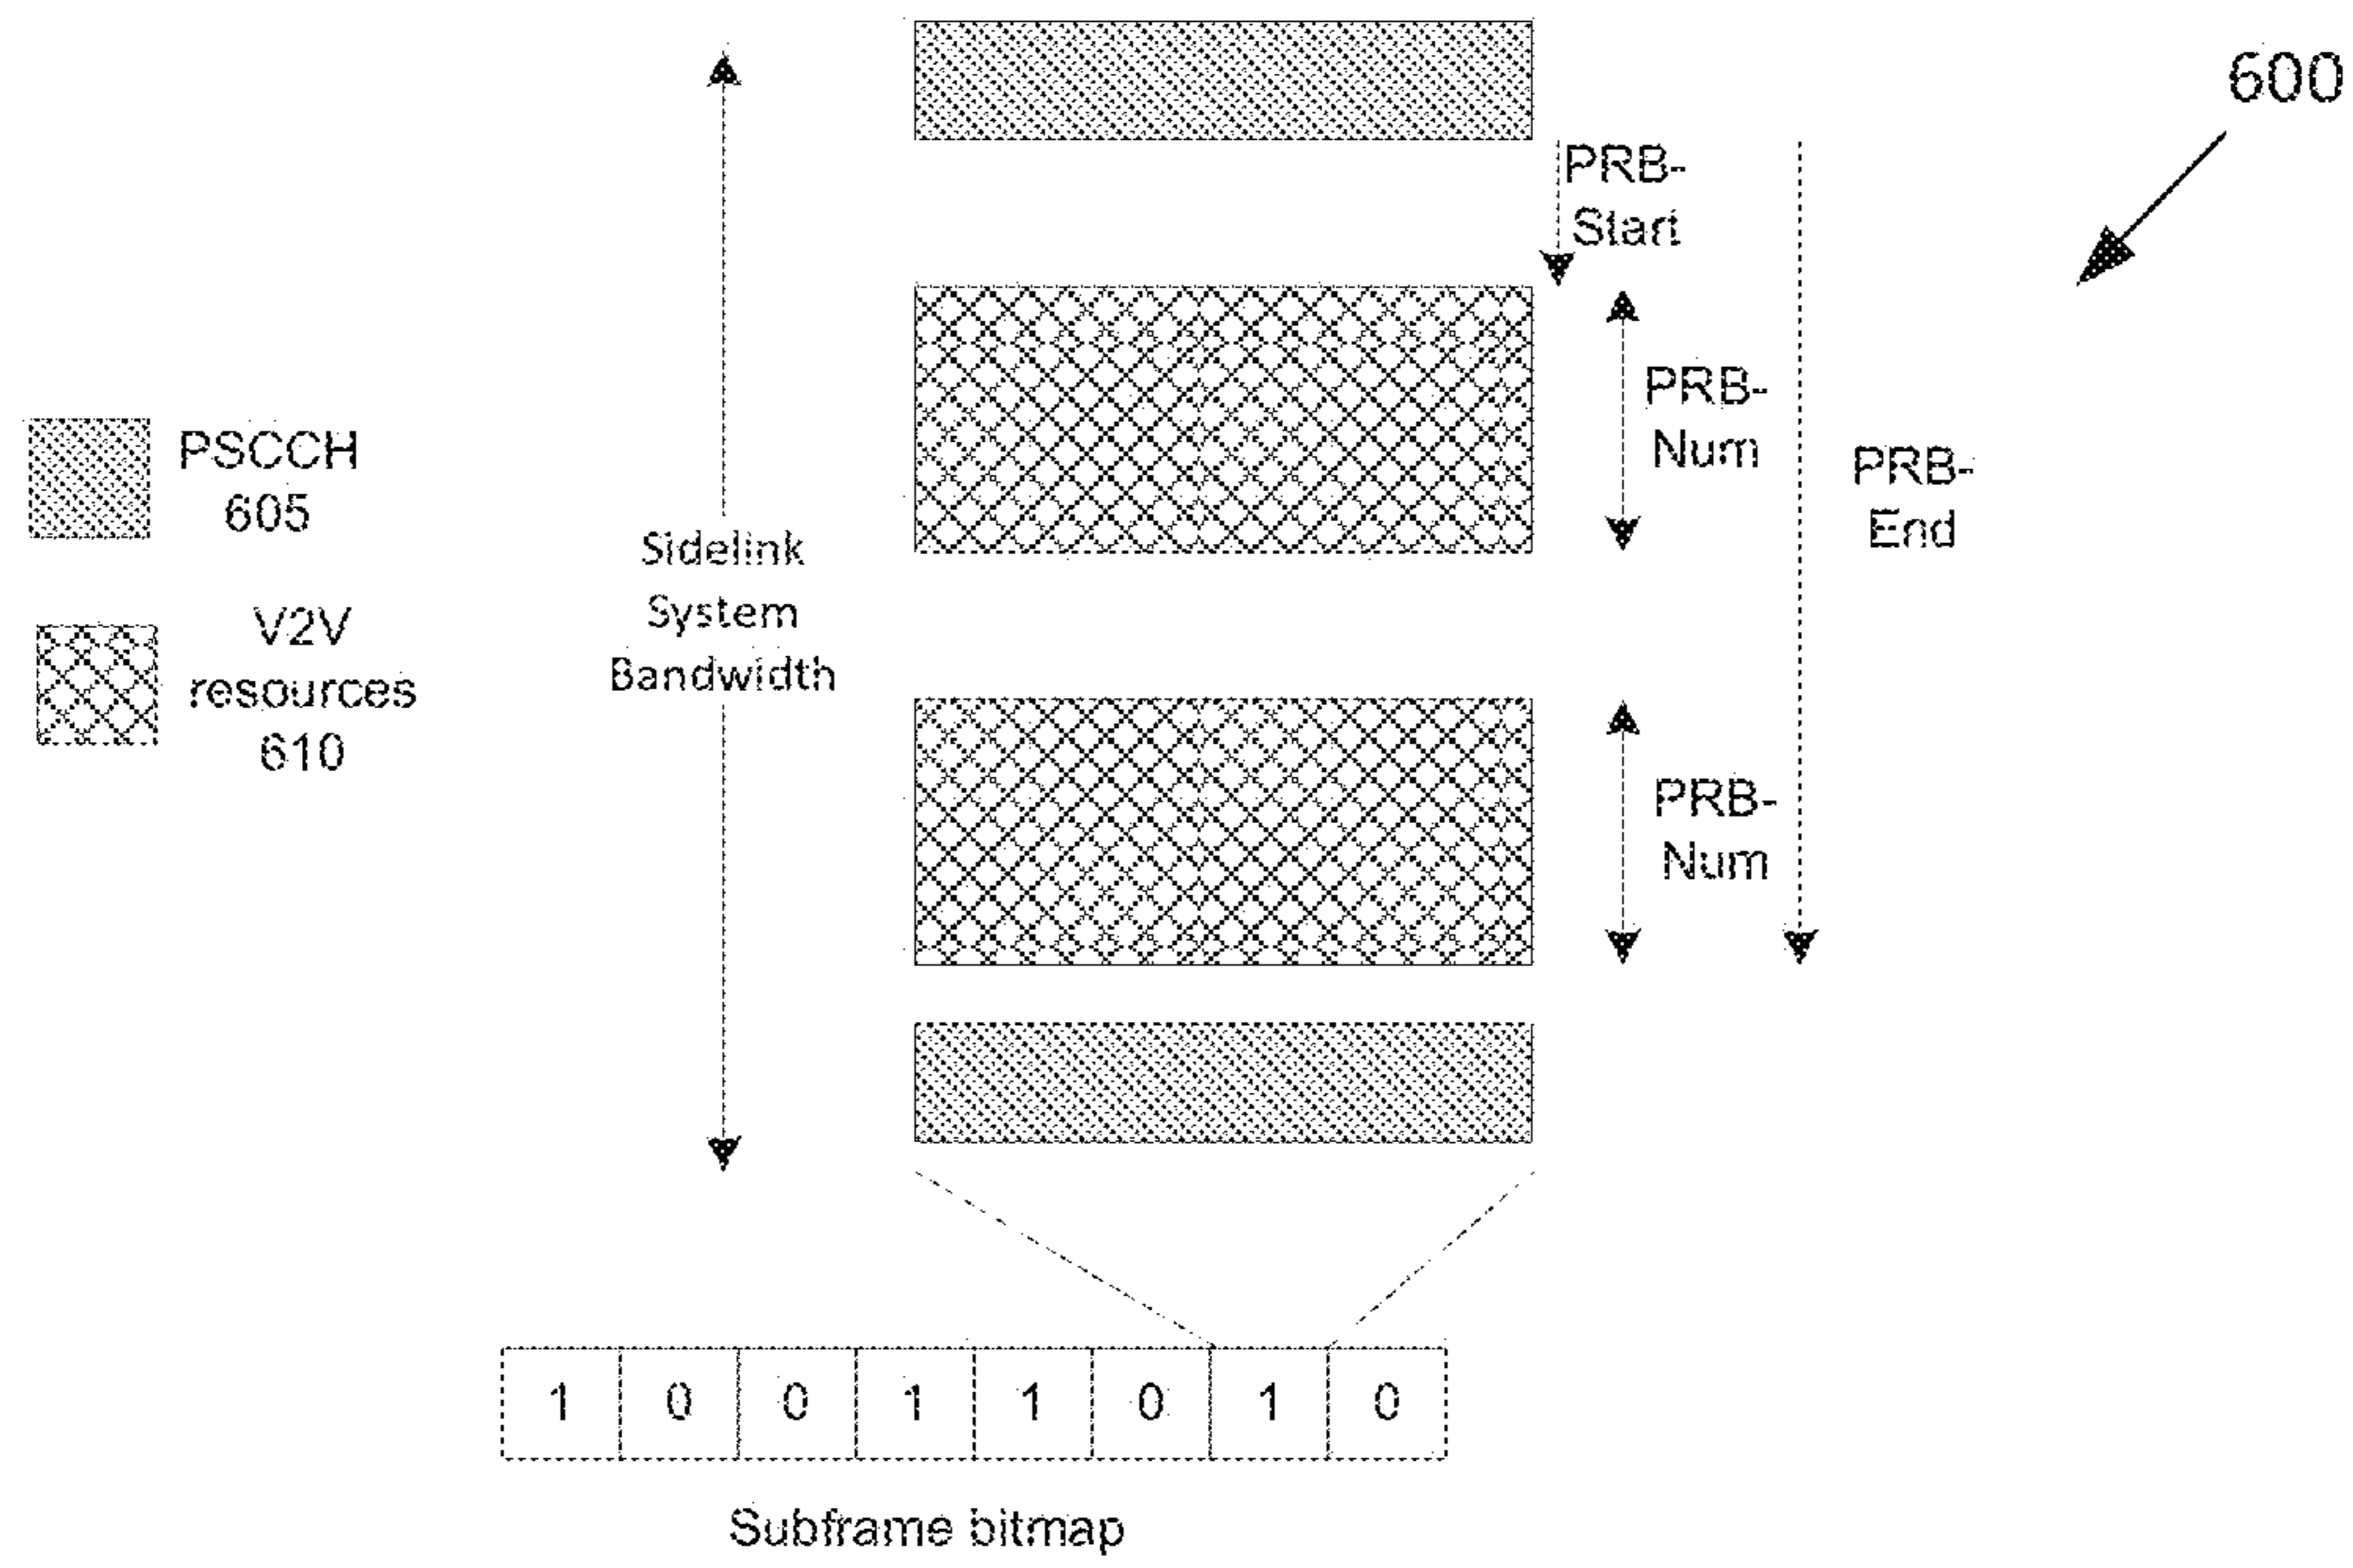 600
PRB-
Start
PRB-
Num
PRB-
End
PSCCH
605
Sidelink
System
Bandwidth
V2V
resources
610
PRB-
Num
1 0 0 1 1 0 1 0
Subframe bitmap